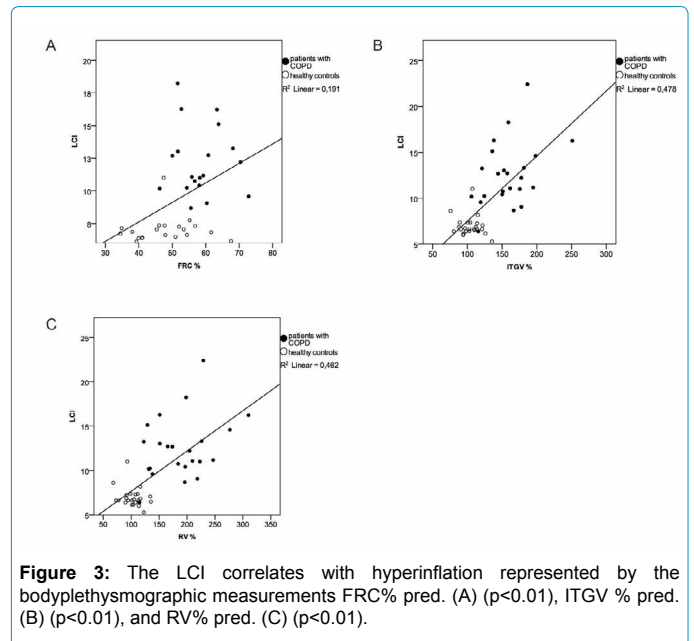 A
patients with
COPD
healthy controls
R² Linear = 0,191
LCI
20
18
15
13
10
8
30 40 50 60 70 80
FRC %
B
patients with
COPD
healthy controls
R² Linear = 0,478
LCI
25
20
15
10
5
50 100 150 200 250 300
ITGV %
C
patients with
COPD
healthy controls
R² Linear = 0,462
LCI
25
20
15
10
5
50 100 150 200 250 300 350
RV %
Figure 3: The LCI correlates with hyperinflation represented by the
bodyplethysmographic measurements FRC% pred. (A) (p<0.01), ITGV % pred.
(B) (p<0.01), and RV% pred. (C) (p<0.01).